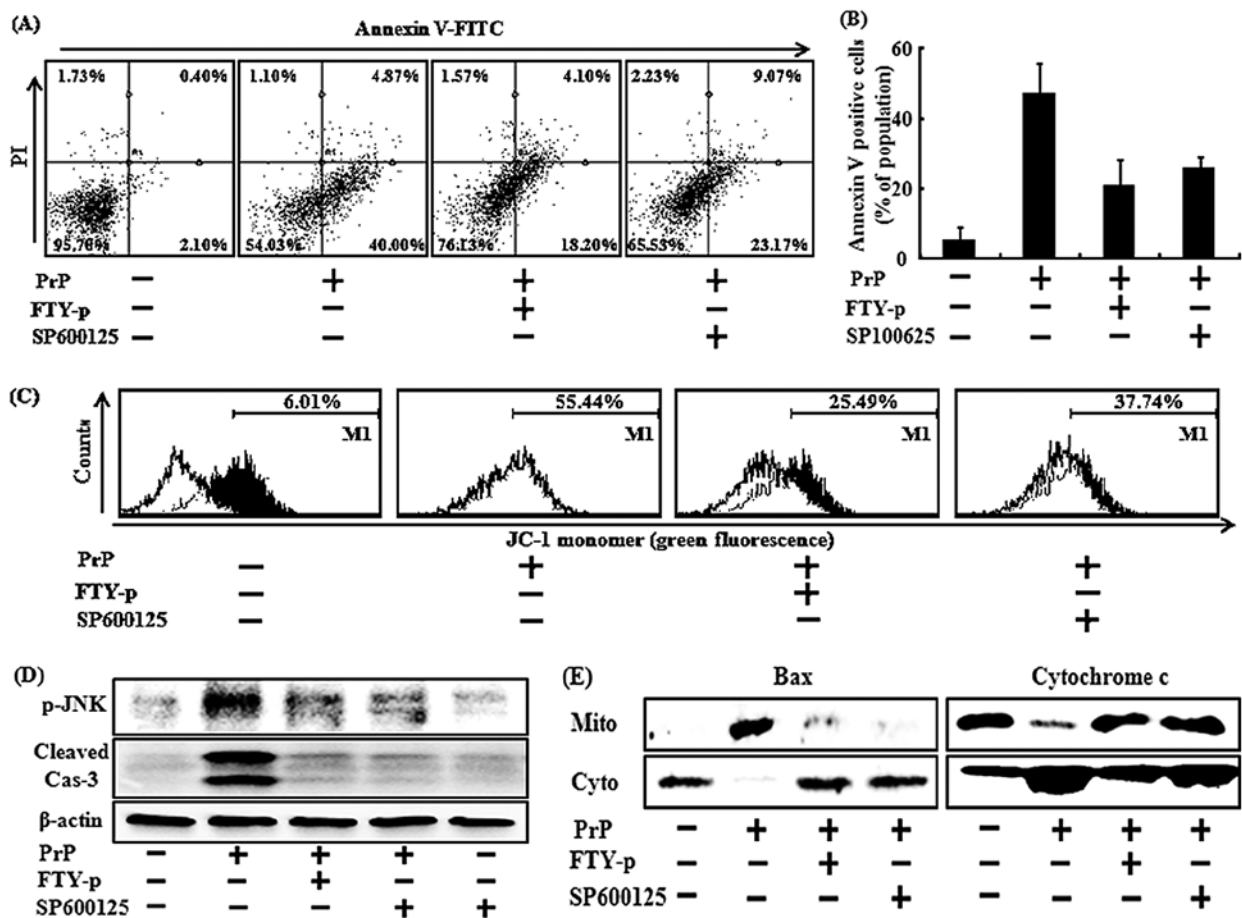 (A)
Annexin V-FITC
1.73% 0.40% 1.10% 4.87% 1.57% 4.10% 2.23% 9.07%
PI
95.76% 2.10% 54.03% 40.00% 76.13% 18.20% 65.53% 23.17%
PrP − + + +
FTY-p − − + −
SP600125 − − − +
(B)
Annexin V positive cells
(% of population)
60
40
20
0
PrP − + + +
FTY-p − − + −
SP100625 − − − +
(C)
6.01% 55.44% 25.49% 37.74%
M1 M1 M1 M1
Counts
JC-1 monomer (green fluorescence)
PrP − + + +
FTY-p − − + −
SP600125 − − − +
(D)
p-JNK
Cleaved
Cas-3
β-actin
PrP − + + + −
FTY-p − − + − −
SP600125 − − − + +
(E)
Bax Cytochrome c
Mito
Cyto
PrP − + + + − + + +
FTY-p − − + − − − + −
SP600125 − − − + − − − +